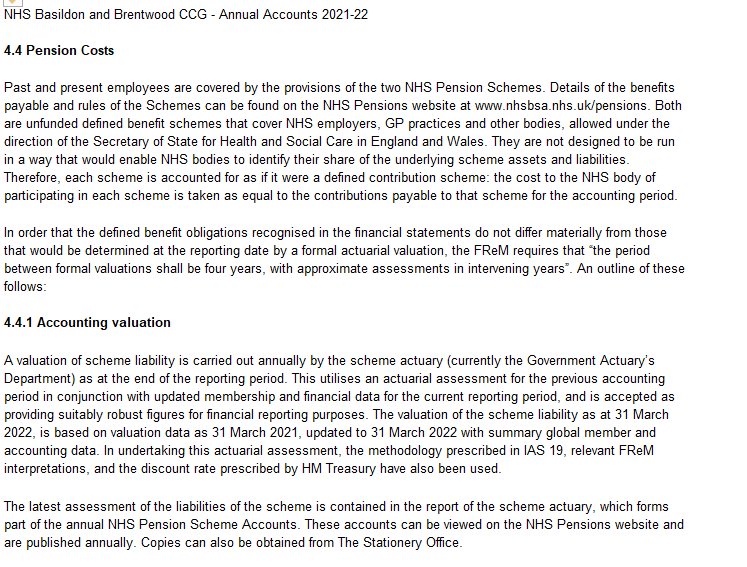 NHS Basildon and Brentwood CCG - Annual Accounts 2021-22
4.4 Pension Costs
Past and present employees are covered by the provisions of the two NHS Pension Schemes. Details of the benefits
payable and rules of the Schemes can be found on the NHS Pensions website at www.nhsbsa.nhs.uk/pensions. Both
are unfunded defined benefit schemes that cover NHS employers, GP practices and other bodies, allowed under the
direction of the Secretary of State for Health and Social Care in England and Wales. They are not designed to be run
in a way that would enable NHS bodies to identify their share of the underlying scheme assets and liabilities.
Therefore, each scheme is accounted for as if it were a defined contribution scheme: the cost to the NHS body of
participating in each scheme is taken as equal to the contributions payable to that scheme for the accounting period.
In order that the defined benefit obligations recognised in the financial statements do not differ materially from those
that would be determined at the reporting date by a formal actuarial valuation, the FReM requires that “the period
between formal valuations shall be four years, with approximate assessments in intervening years”. An outline of these
follows:
4.4.1 Accounting valuation
A valuation of scheme liability is carried out annually by the scheme actuary (currently the Government Actuary’s
Department) as at the end of the reporting period. This utilises an actuarial assessment for the previous accounting
period in conjunction with updated membership and financial data for the current reporting period, and is accepted as
providing suitably robust figures for financial reporting purposes. The valuation of the scheme liability as at 31 March
2022, is based on valuation data as 31 March 2021, updated to 31 March 2022 with summary global member and
accounting data. In undertaking this actuarial assessment, the methodology prescribed in IAS 19, relevant FReM
interpretations, and the discount rate prescribed by HM Treasury have also been used.
The latest assessment of the liabilities of the scheme is contained in the report of the scheme actuary, which forms
part of the annual NHS Pension Scheme Accounts. These accounts can be viewed on the NHS Pensions website and
are published annually. Copies can also be obtained from The Stationery Office.